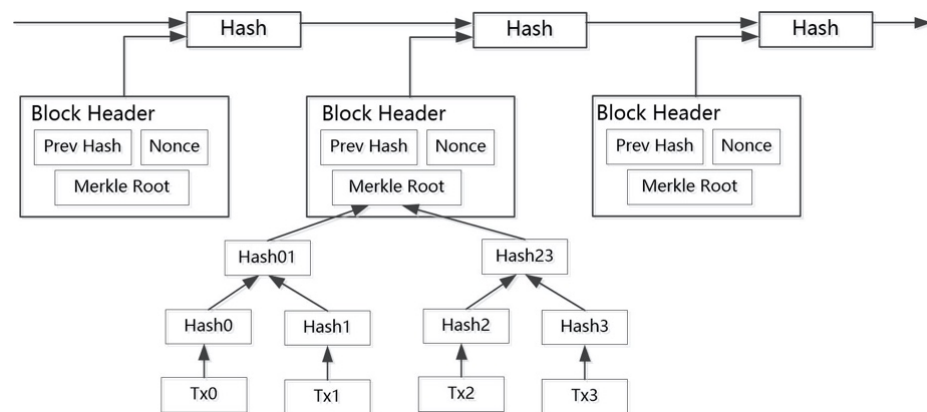 Hash
Hash
Hash
Block Header
Prev Hash
Nonce
Merkle Root
Block Header
Prev Hash
Nonce
Merkle Root
Block Header
Prev Hash
Nonce
Merkle Root
Hash01
Hash23
Hash0
Hash1
Hash2
Hash3
Tx0
Tx1
Tx2
Tx3